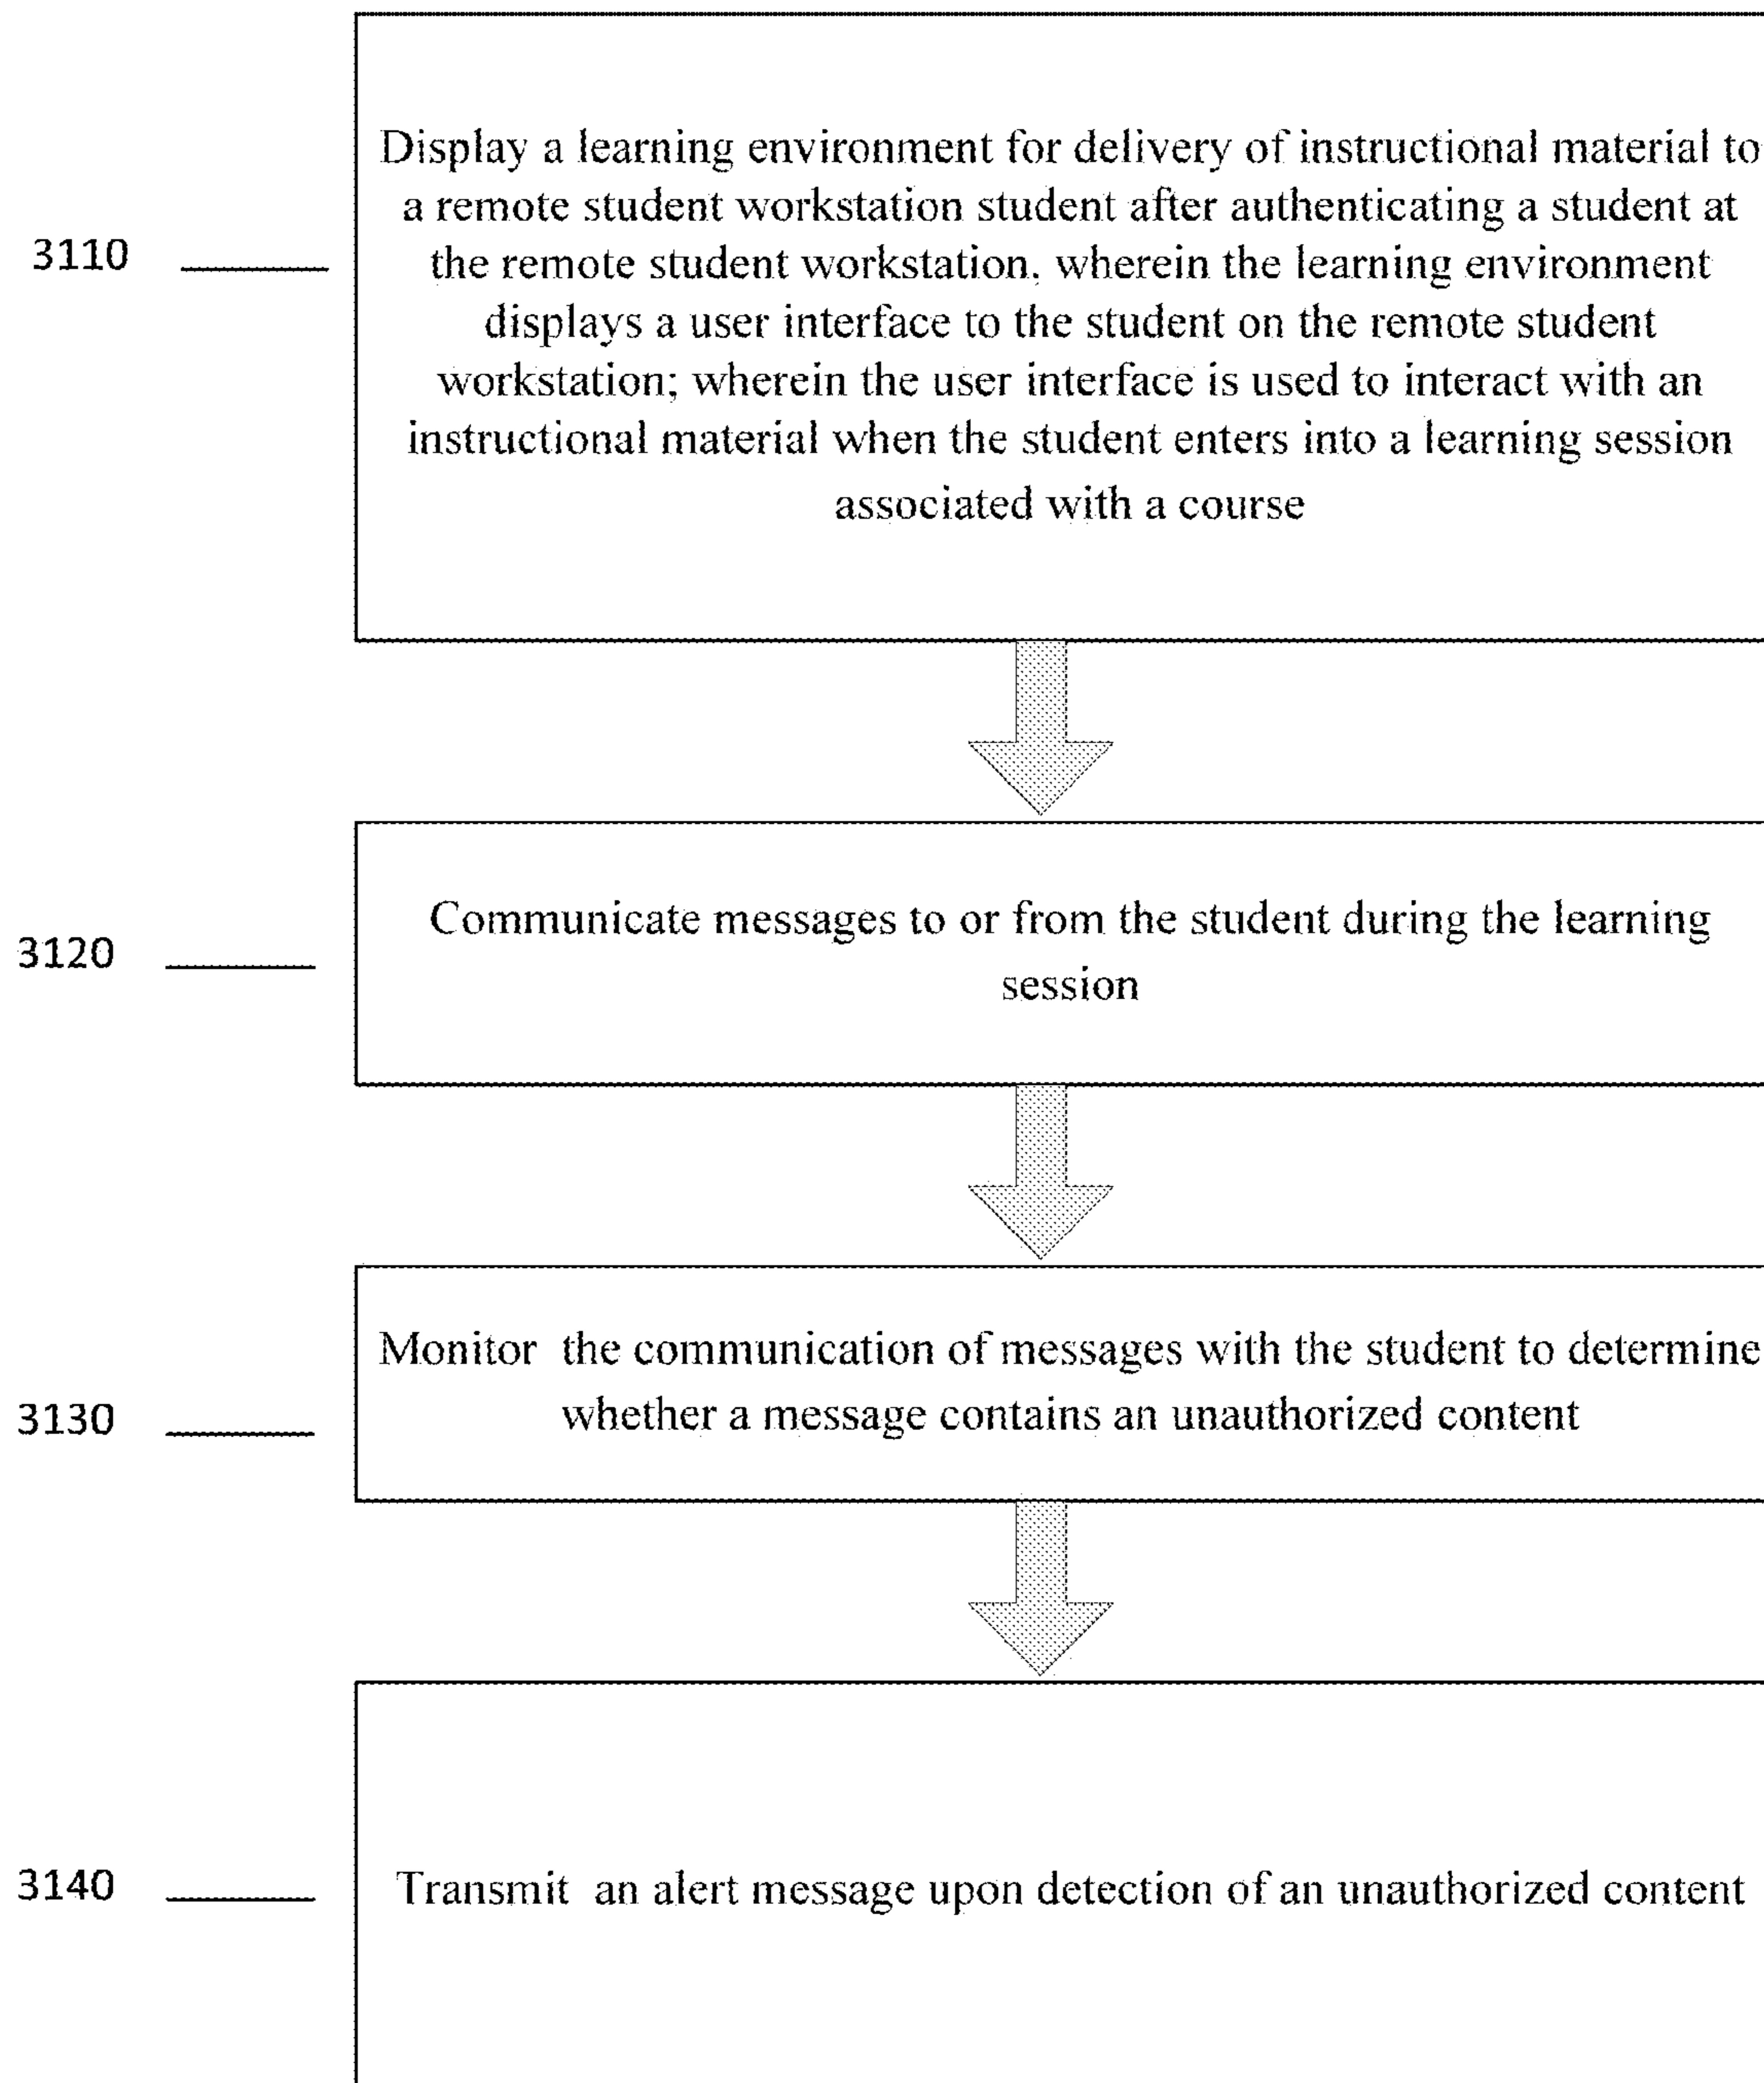 Display a learning environment for delivery of instructional material to
a remote student workstation student after authenticating a student at
3110
the remote student workstation, wherein the learning environment
displays a user interface to the student on the remote student
workstation; wherein the user interface is used to interact with an
instructional material when the student enters into a learning session
associated with a course
3120
Communicate messages to or from the student during the learning
session
3130
Monitor the communication of messages with the student to determine
whether a message contains an unauthorized content
3140
Transmit an alert message upon detection of an unauthorized content